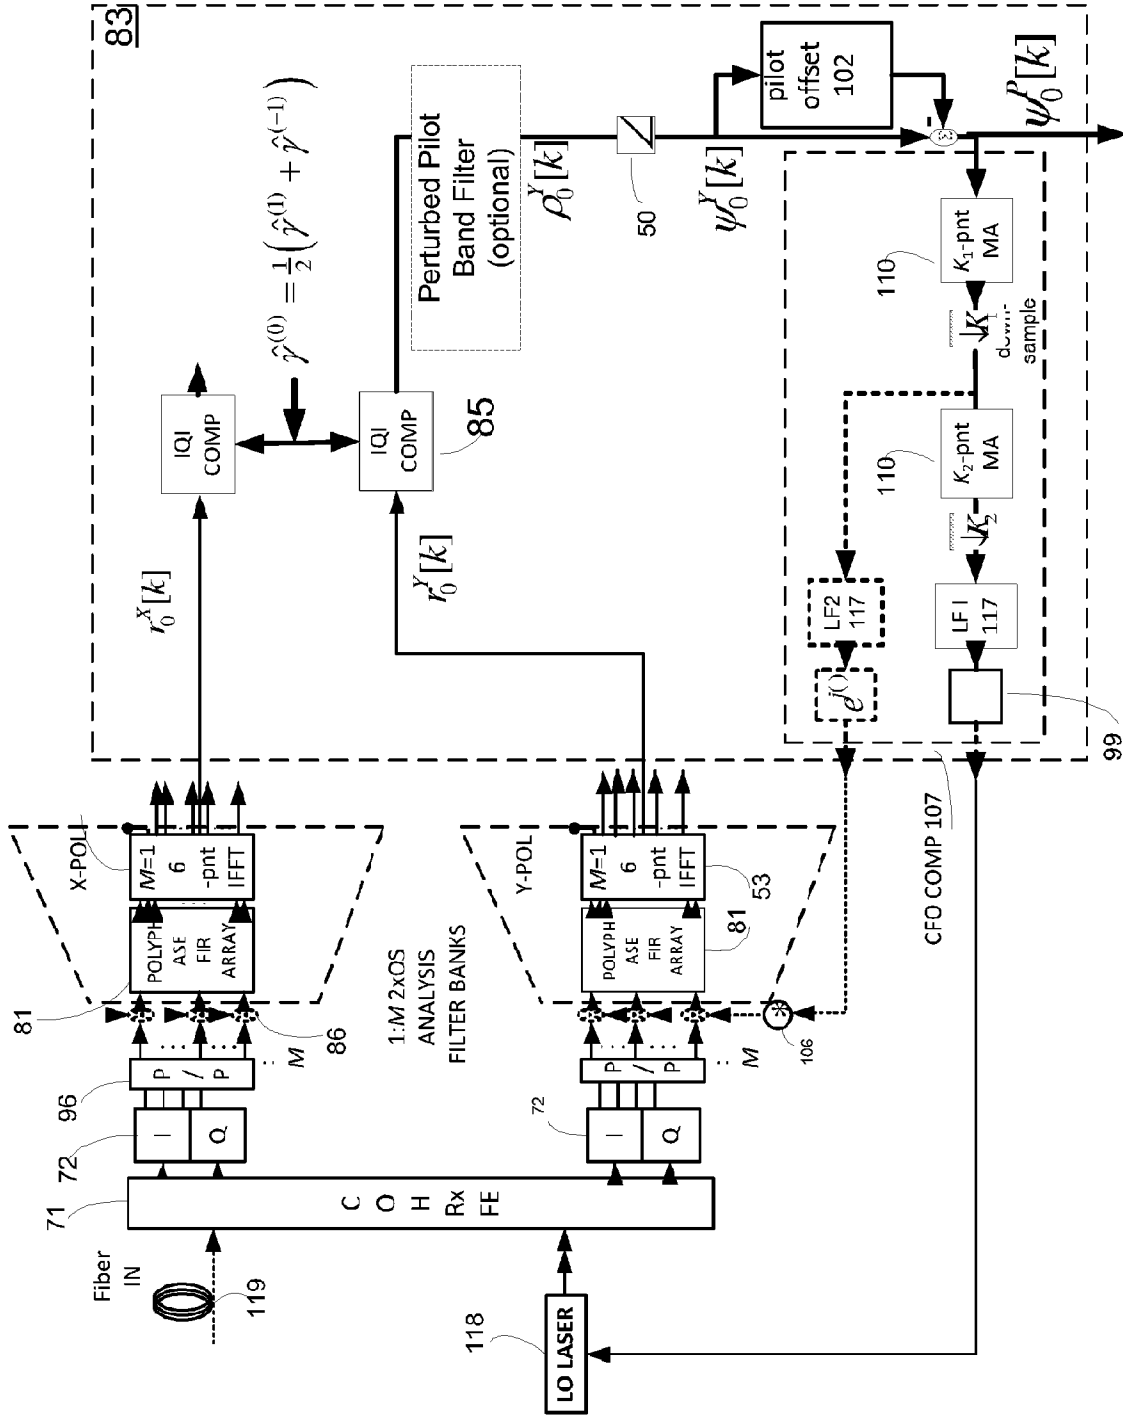 83
γ̂^(0) = 1/2 ( γ̂^(1) + γ̂^(-1) )
IQI
COMP
IQI
COMP
85
Perturbed Pilot
Band Filter
(optional)
ρ_0^Y[k]
50
ψ_0^Y[k]
pilot
offset
102
-
Σ
ψ_0^P[k]
r_0^X[k]
r_0^Y[k]
K1-pnt
MA
110
↓K1
sample
K2-pnt
MA
110
↓K2
LF2
117
e^j()
LF1
117
99
CFO COMP 107
X-POL
M=1
6
-pnt
IFFT
POLYPH
ASE
FIR
ARRAY
81
86
Y-POL
M=1
6
-pnt
IFFT
53
POLYPH
ASE
FIR
ARRAY
81
1:M 2xOS
ANALYSIS
FILTER BANKS
*
106
P
/
P
M
96
P
/
P
M
I
Q
72
I
Q
72
71
C
O
H
Rx
FE
Fiber
IN
119
118
LO LASER